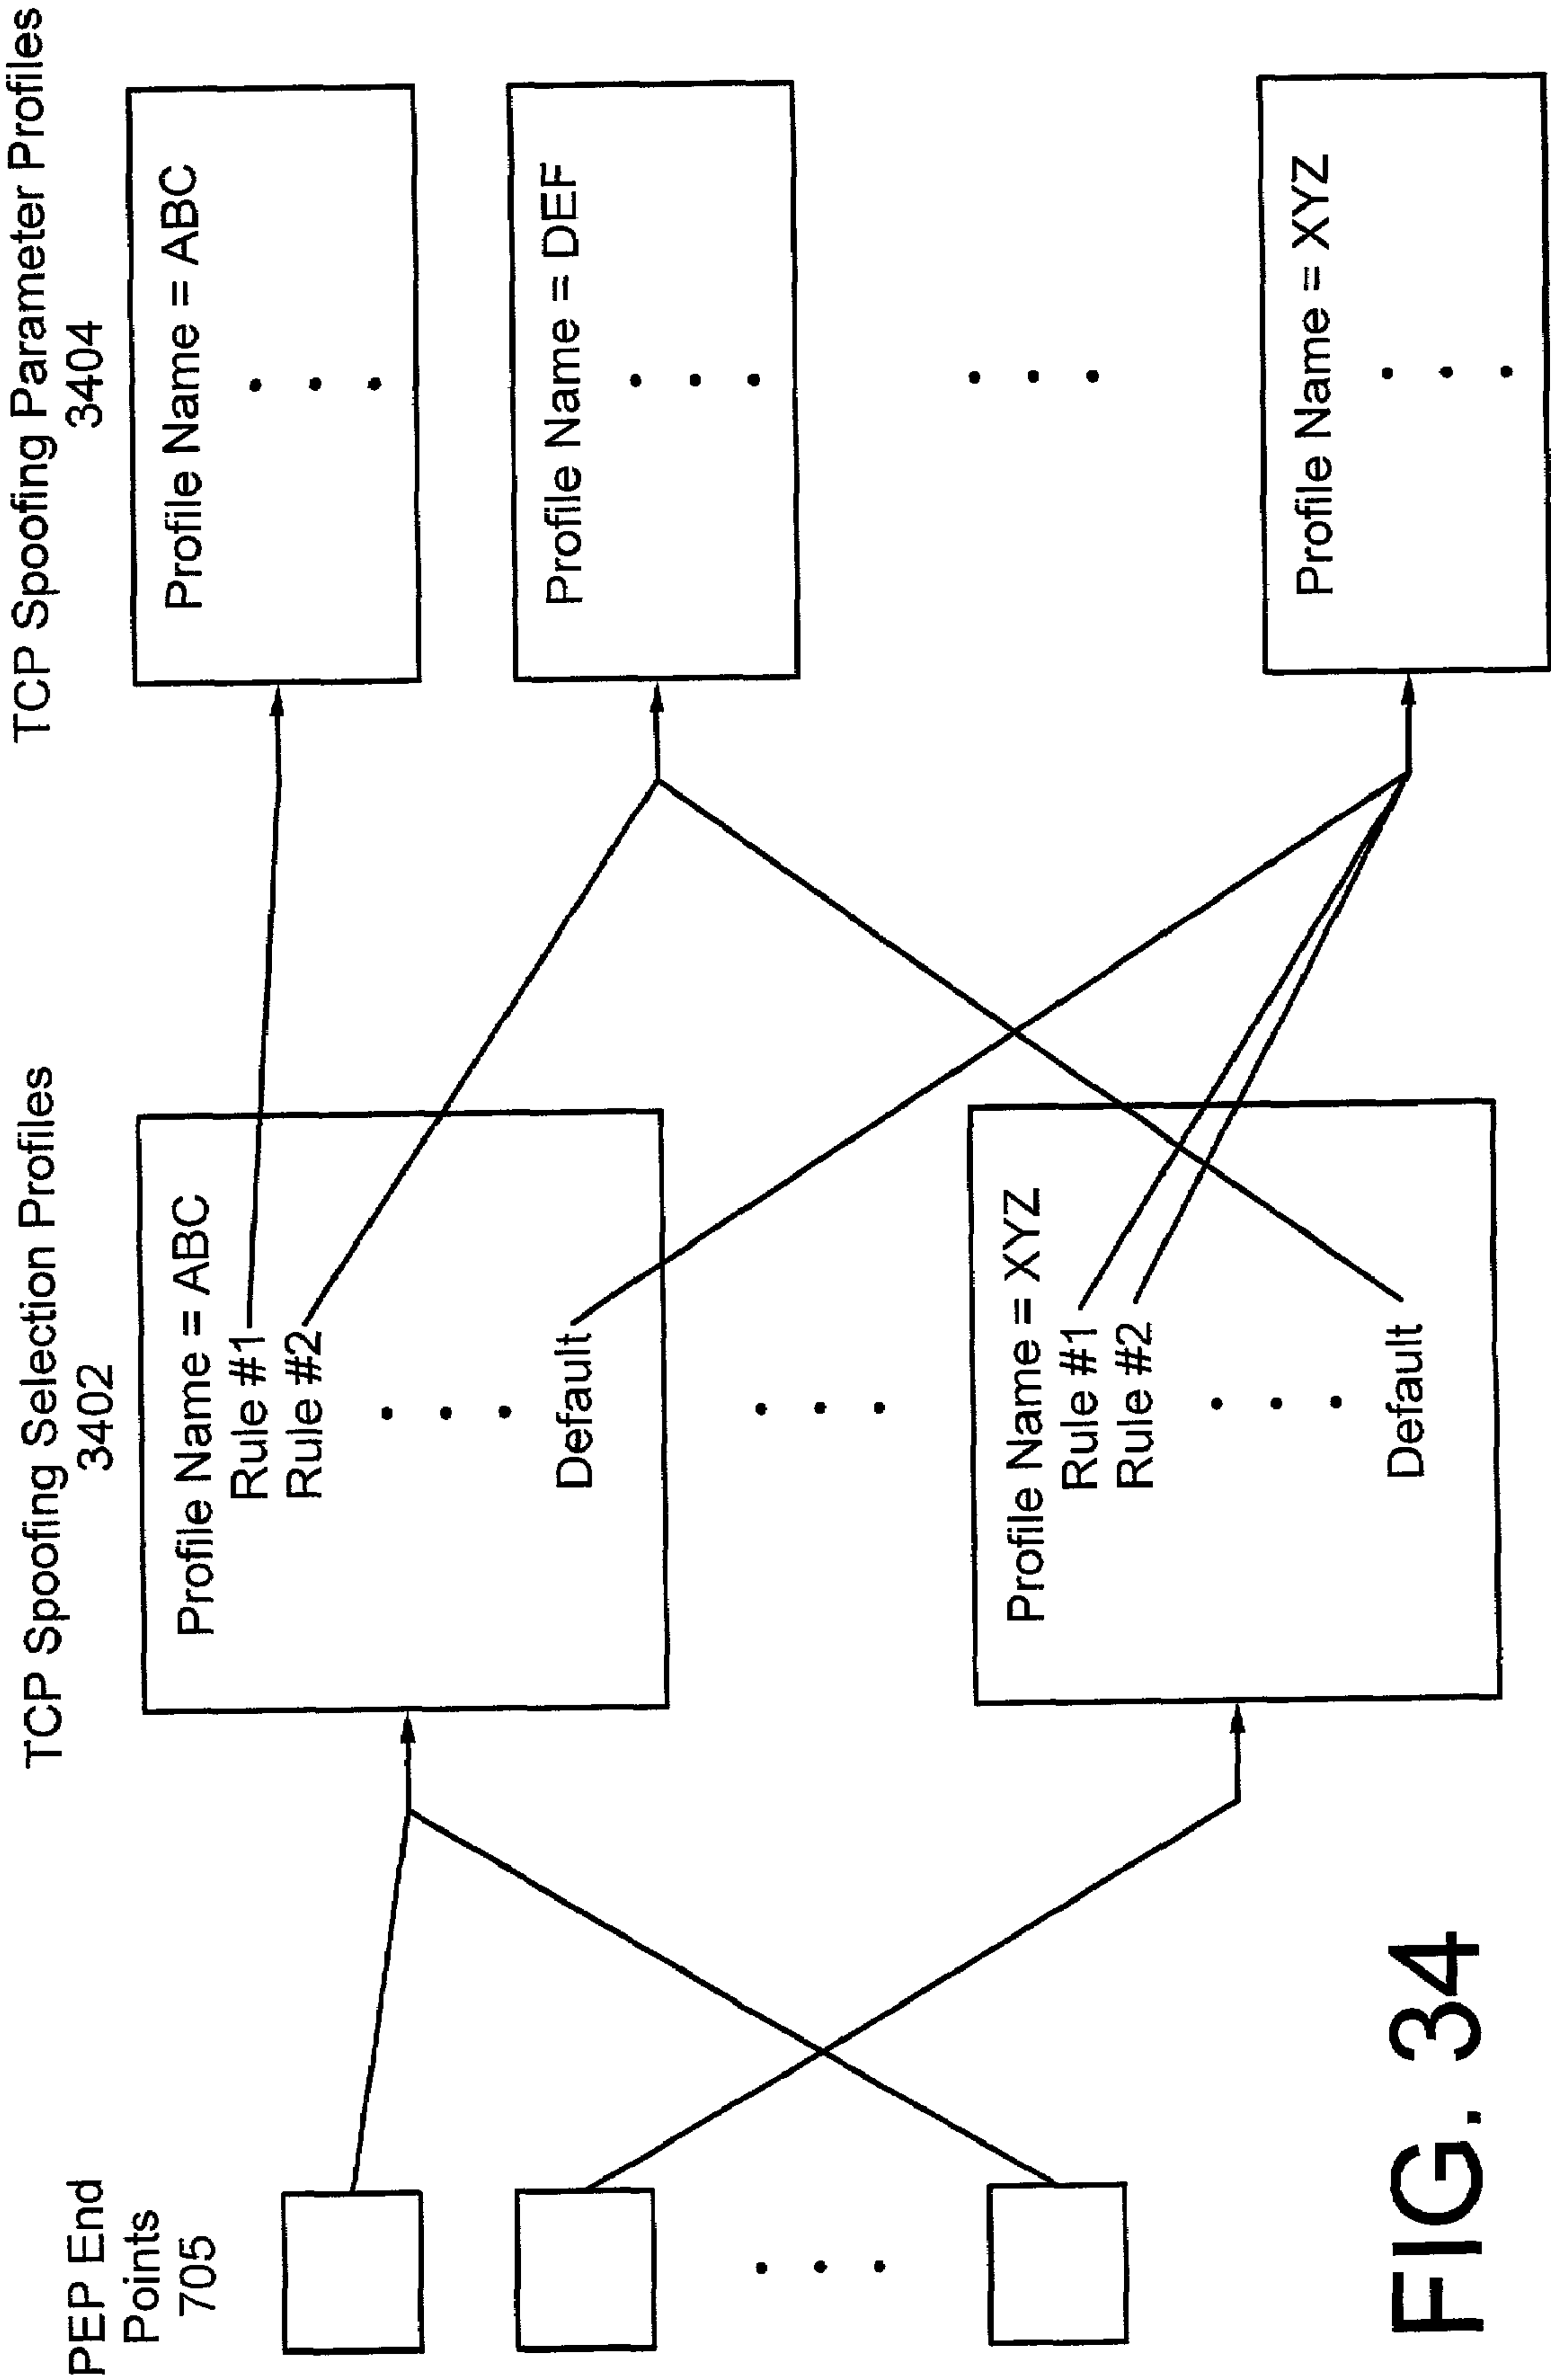 PEP End
Points
705
TCP Spoofing Selection Profiles
3402
Profile Name = ABC
Rule #1
Rule #2
Default
Profile Name = XYZ
Rule #1
Rule #2
Default
TCP Spoofing Parameter Profiles
3404
Profile Name = ABC
Profile Name = DEF
Profile Name = XYZ
FIG. 34